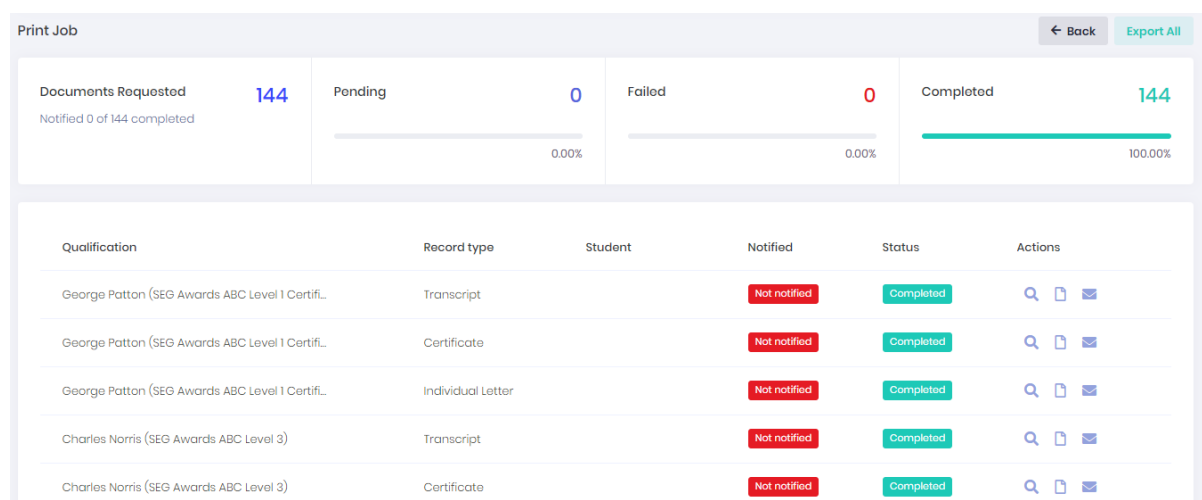 Print Job
← Back
Export All
Documents Requested 144
Notified 0 of 144 completed
Pending 0
0.00%
Failed 0
0.00%
Completed 144
100.00%
Qualification Record type Student Notified Status Actions
George Patton (SEG Awards ABC Level 1 Certifi... Transcript Not notified Completed
George Patton (SEG Awards ABC Level 1 Certifi... Certificate Not notified Completed
George Patton (SEG Awards ABC Level 1 Certifi... Individual Letter Not notified Completed
Charles Norris (SEG Awards ABC Level 3) Transcript Not notified Completed
Charles Norris (SEG Awards ABC Level 3) Certificate Not notified Completed